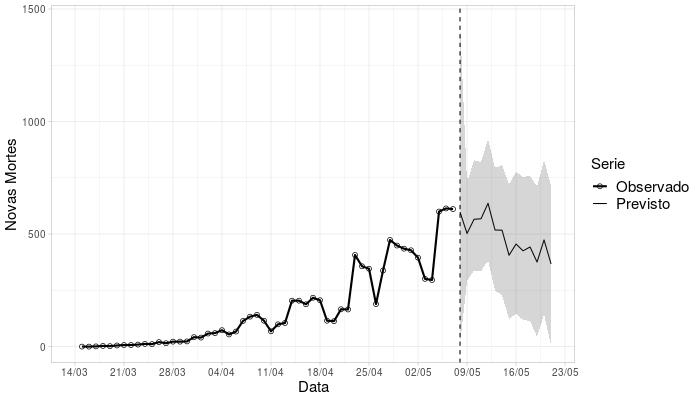 1500
1000
500
0
Novas Mortes
14/03 21/03 28/03 04/04 11/04 18/04 25/04 02/05 09/05 16/05 23/05
Data
Serie
Observado
Previsto